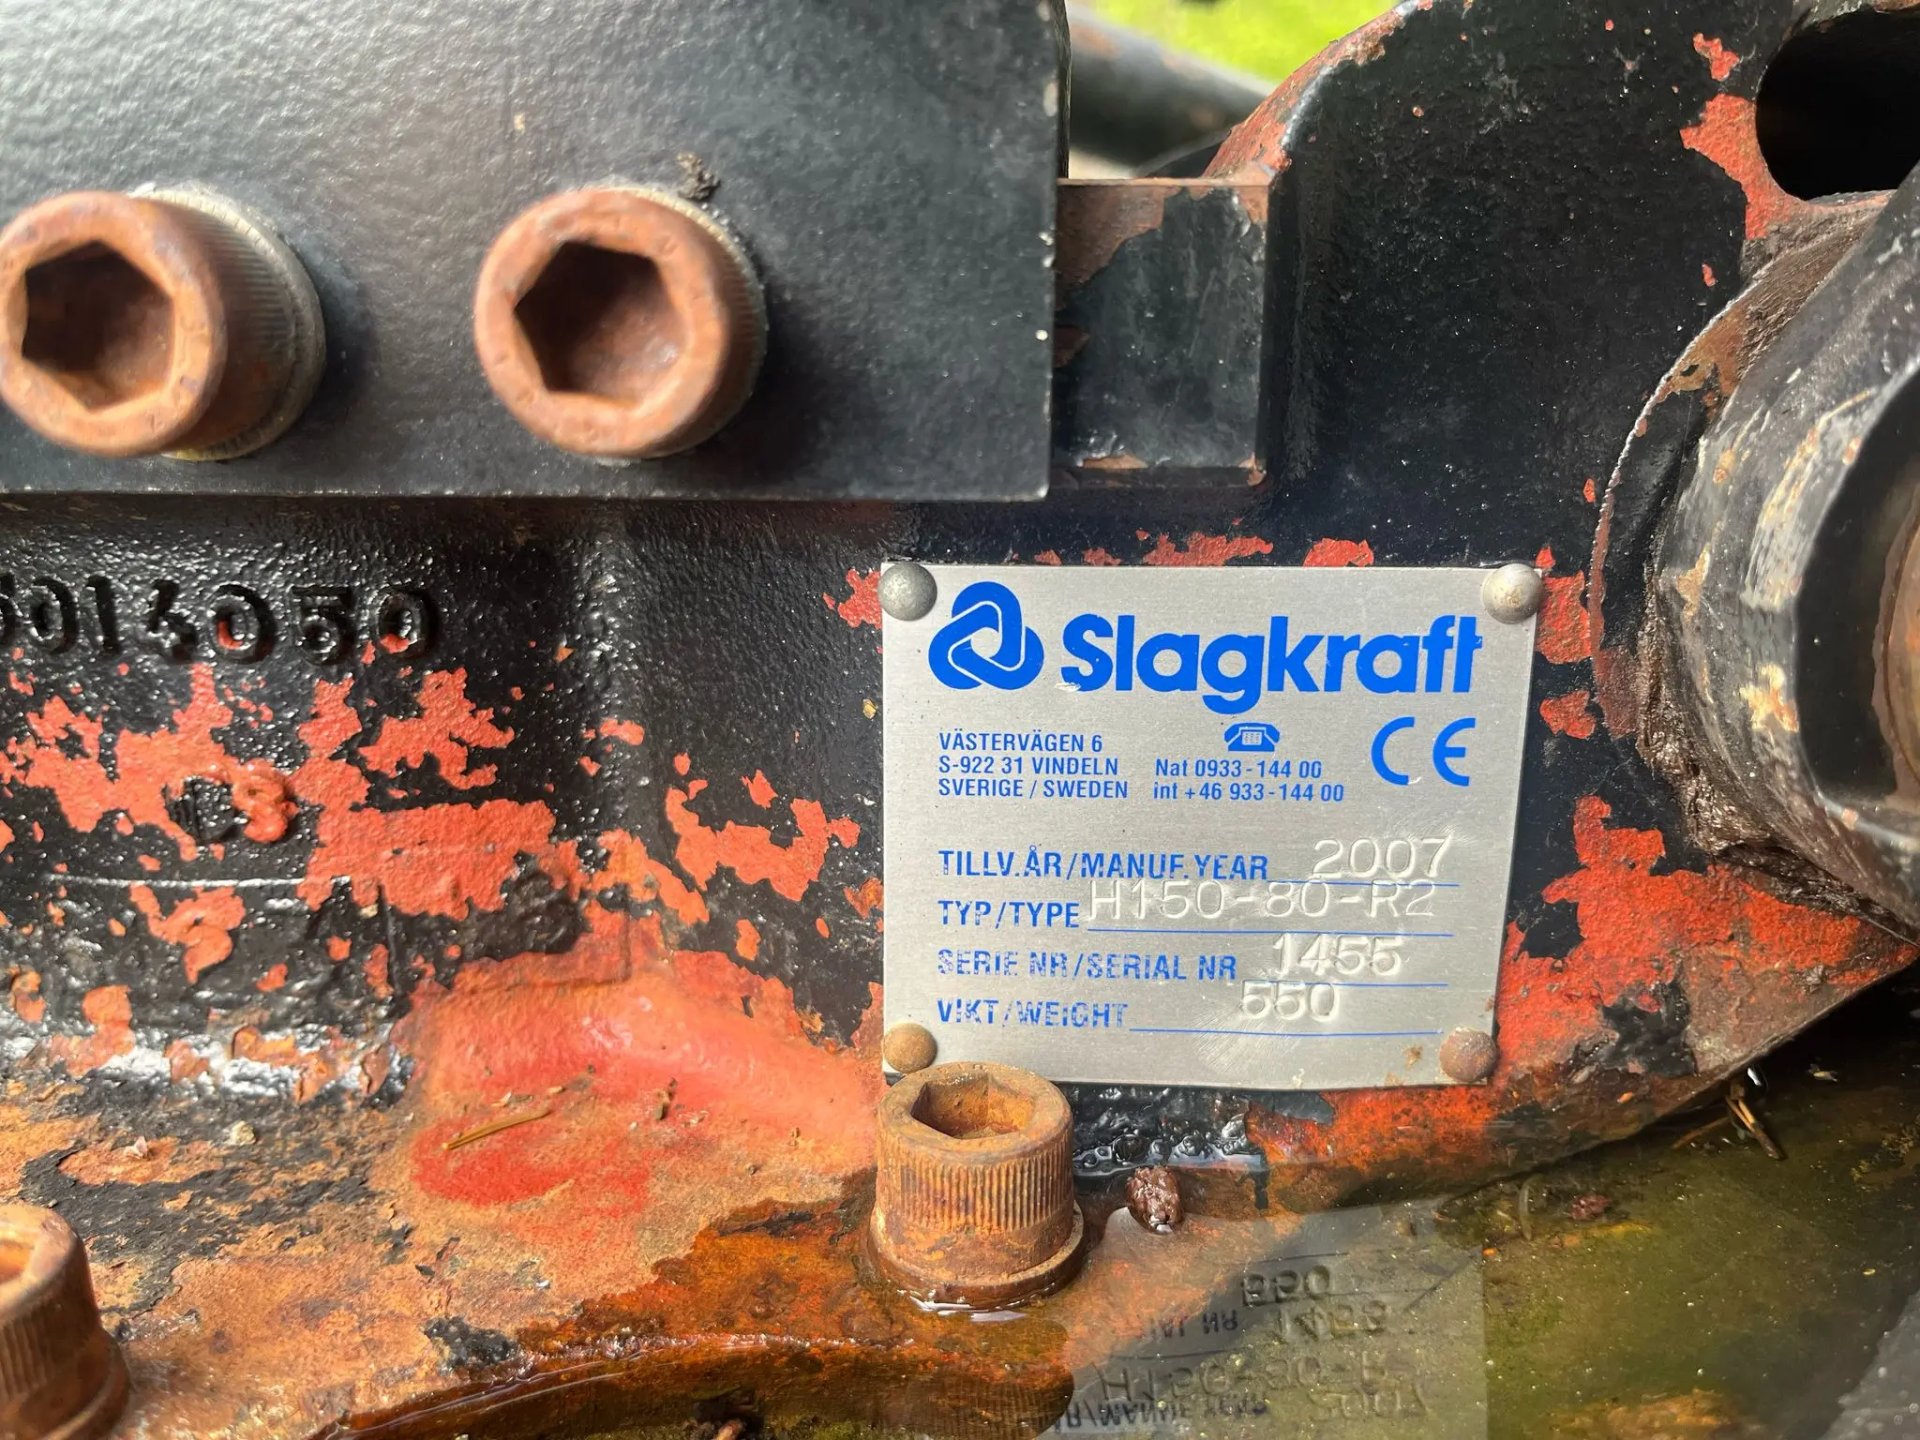 014050
Slagkraft
VÄSTERVÄGEN 6
S-922 31 VINDELN Nat 0933-144 00
SVERIGE / SWEDEN int +46 933-144 00
CE
TILLV.ÅR/MANUF.YEAR 2007
TYP/TYPE H150-80-R2
SERIE NR/SERIAL NR 1455
VIKT/WEIGHT 550